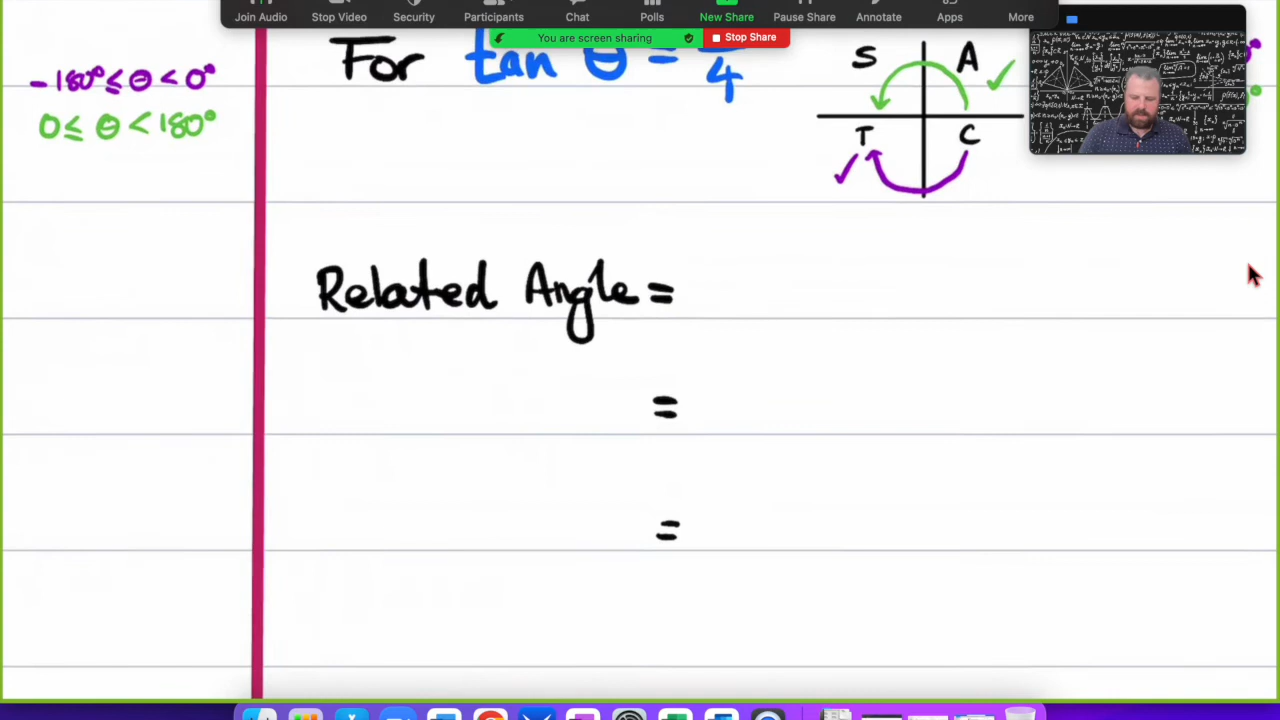 Join Audio Stop Video Security Participants Chat Polls New Share Pause Share Annotate Apps More
You are screen sharing Stop Share
-180° ≤ θ < 0°
0 ≤ θ < 180°
For tan θ = /4
S A
T C
Related Angle =
=
=